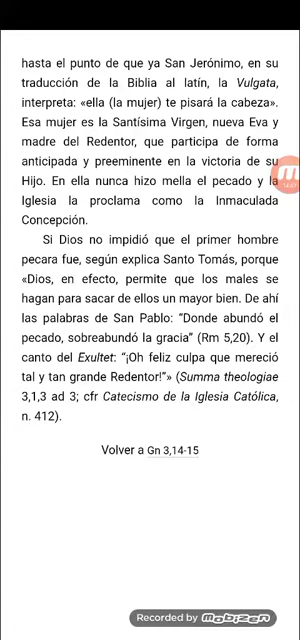 hasta el punto de que ya San Jerónimo, en su
traducción de la Biblia al latín, la Vulgata,
interpreta: «ella (la mujer) te pisará la cabeza».
Esa mujer es la Santísima Virgen, nueva Eva y
madre del Redentor, que participa de forma
anticipada y preeminente en la victoria de su
Hijo. En ella nunca hizo mella el pecado y la
Iglesia la proclama como la Inmaculada
Concepción.
Si Dios no impidió que el primer hombre
pecara fue, según explica Santo Tomás, porque
«Dios, en efecto, permite que los males se
hagan para sacar de ellos un mayor bien. De ahí
las palabras de San Pablo: “Donde abundó el
pecado, sobreabundó la gracia” (Rm 5,20). Y el
canto del Exultet: “¡Oh feliz culpa que mereció
tal y tan grande Redentor!”» (Summa theologiae
3,1,3 ad 3; cfr Catecismo de la Iglesia Católica,
n. 412).
Volver a Gn 3,14-15
Recorded by mobizen